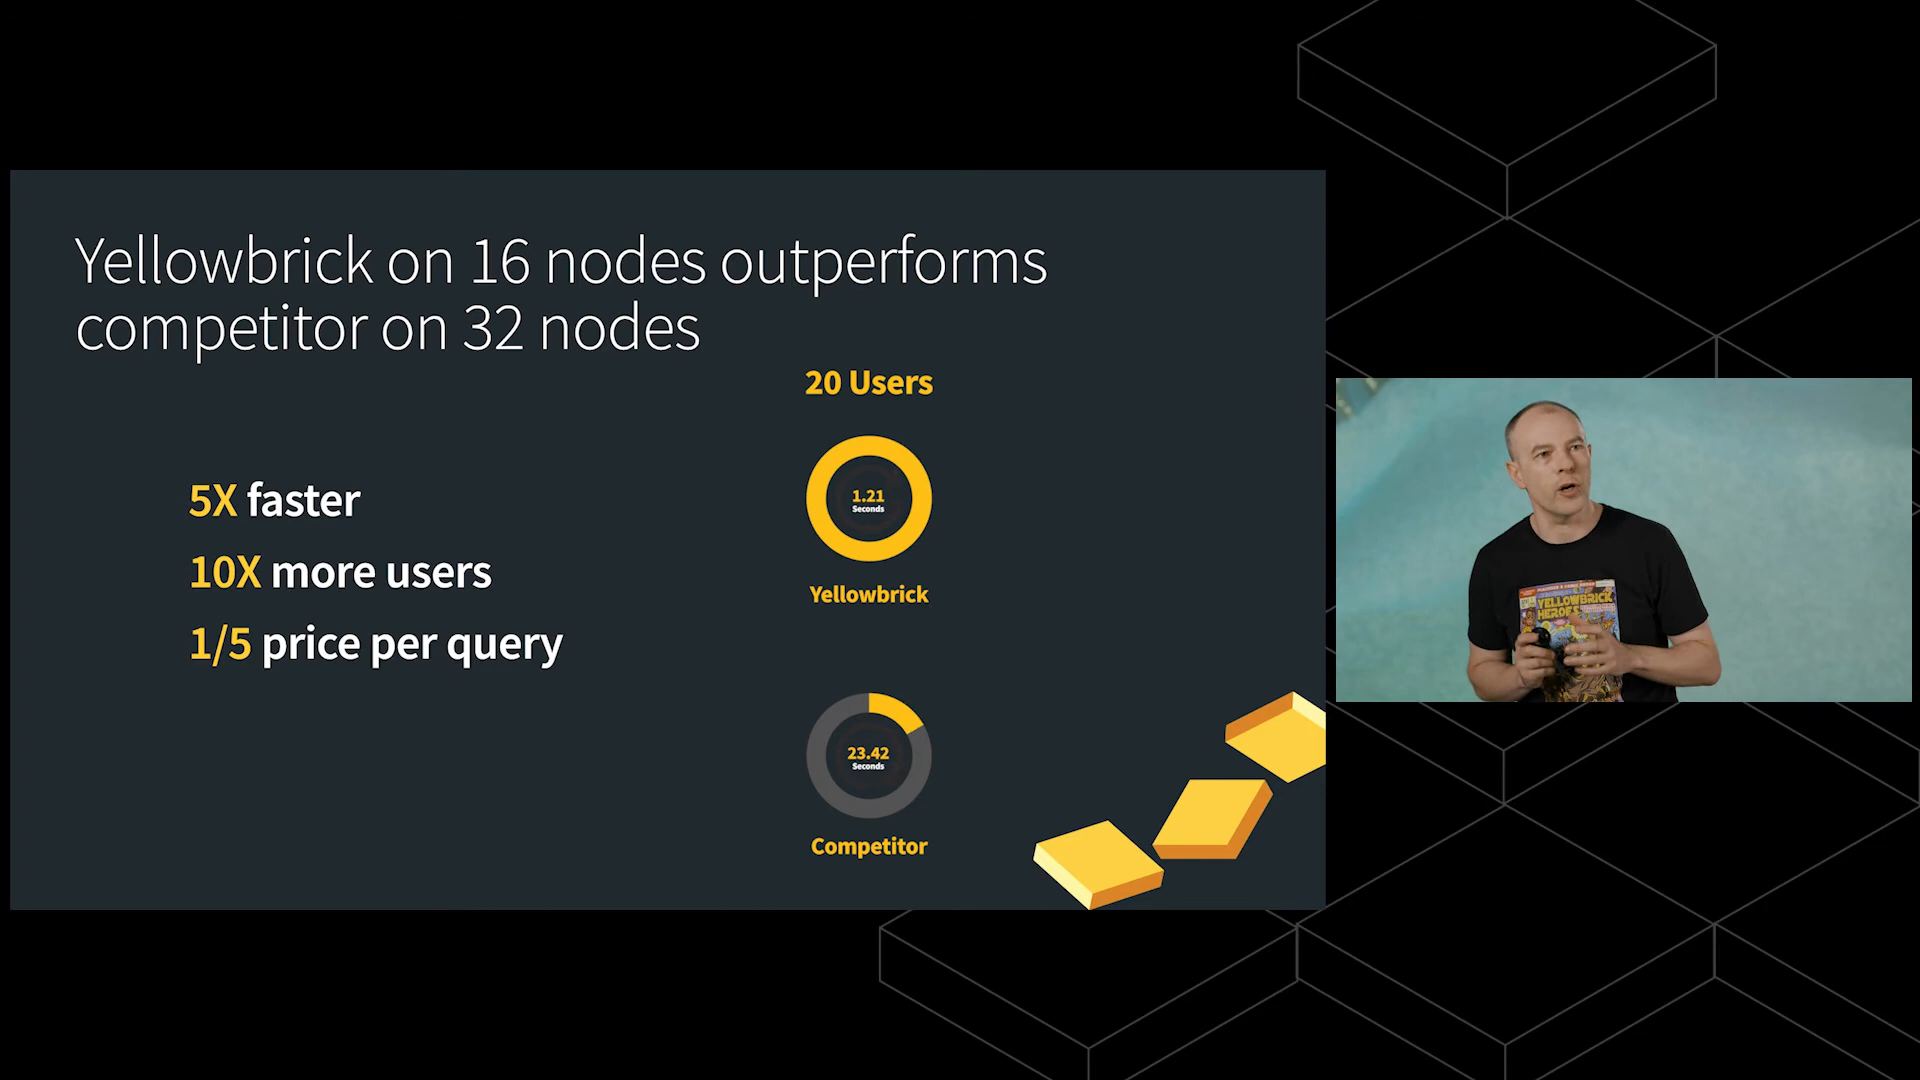 Yellowbrick on 16 nodes outperforms
competitor on 32 nodes
20 Users
5X faster
10X more users
1/5 price per query
1.21
Seconds
Yellowbrick
23.42
Seconds
Competitor
YELLOWBRICK
HEROES